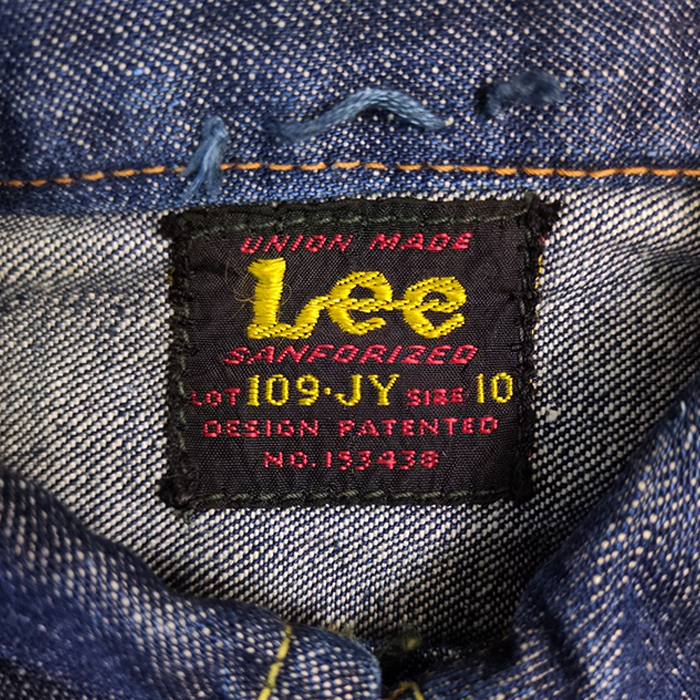 UNION MADE
Lee
SANFORIZED
LOT 109·JY SIZE 10
DESIGN PATENTED
NO. 153438